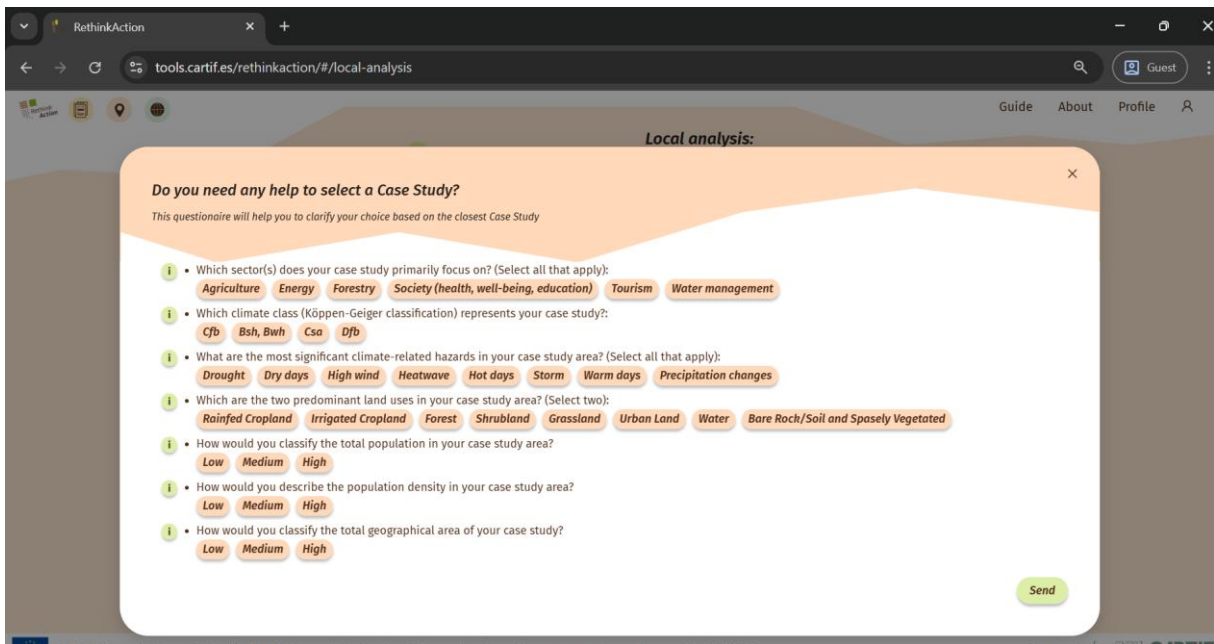 RethinkAction
tools.cartif.es/rethinkaction/#/local-analysis
Guest
Rethink
Action
Guide About Profile
Local analysis:
Do you need any help to select a Case Study?
This questionaire will help you to clarify your choice based on the closest Case Study
i • Which sector(s) does your case study primarily focus on? (Select all that apply):
Agriculture Energy Forestry Society (health, well-being, education) Tourism Water management
i • Which climate class (Köppen-Geiger classification) represents your case study?:
Cfb Bsh, Bwh Csa Dfb
i • What are the most significant climate-related hazards in your case study area? (Select all that apply):
Drought Dry days High wind Heatwave Hot days Storm Warm days Precipitation changes
i • Which are the two predominant land uses in your case study area? (Select two):
Rainfed Cropland Irrigated Cropland Forest Shrubland Grassland Urban Land Water Bare Rock/Soil and Spasely Vegetated
i • How would you classify the total population in your case study area?
Low Medium High
i • How would you describe the population density in your case study area?
Low Medium High
i • How would you classify the total geographical area of your case study?
Low Medium High
Send